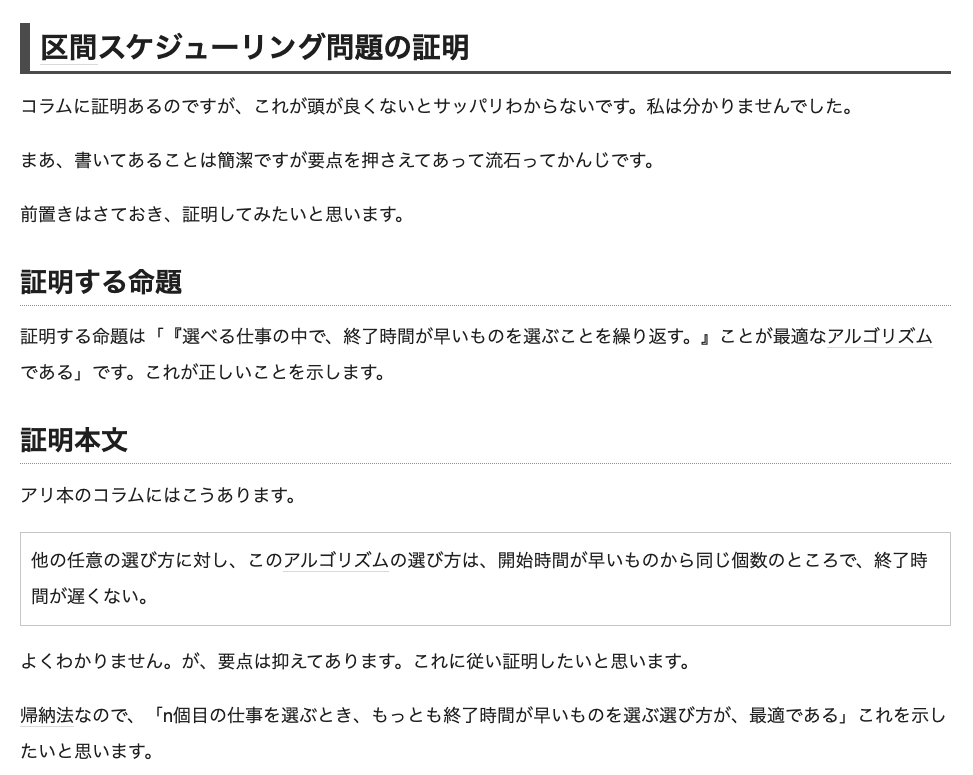 区間スケジューリング問題の証明
コラムに証明あるのですが、これが頭が良くないとサッパリわからないです。私は分かりませんでした。
まあ、書いてあることは簡潔ですが要点を押さえてあって流石ってかんじです。
前置きはさておき、証明してみたいと思います。
証明する命題
証明する命題は「『選べる仕事の中で、終了時間が早いものを選ぶことを繰り返す。』ことが最適なアルゴリズム
である」です。これが正しいことを示します。
証明本文
アリ本のコラムにはこうあります。
他の任意の選び方に対し、このアルゴリズムの選び方は、開始時間が早いものから同じ個数のところで、終了時
間が遅くない。
よくわかりません。が、要点は抑えてあります。これに従い証明したいと思います。
帰納法なので、「n個目の仕事を選ぶとき、もっとも終了時間が早いものを選ぶ選び方が、最適である」これを示し
たいと思います。